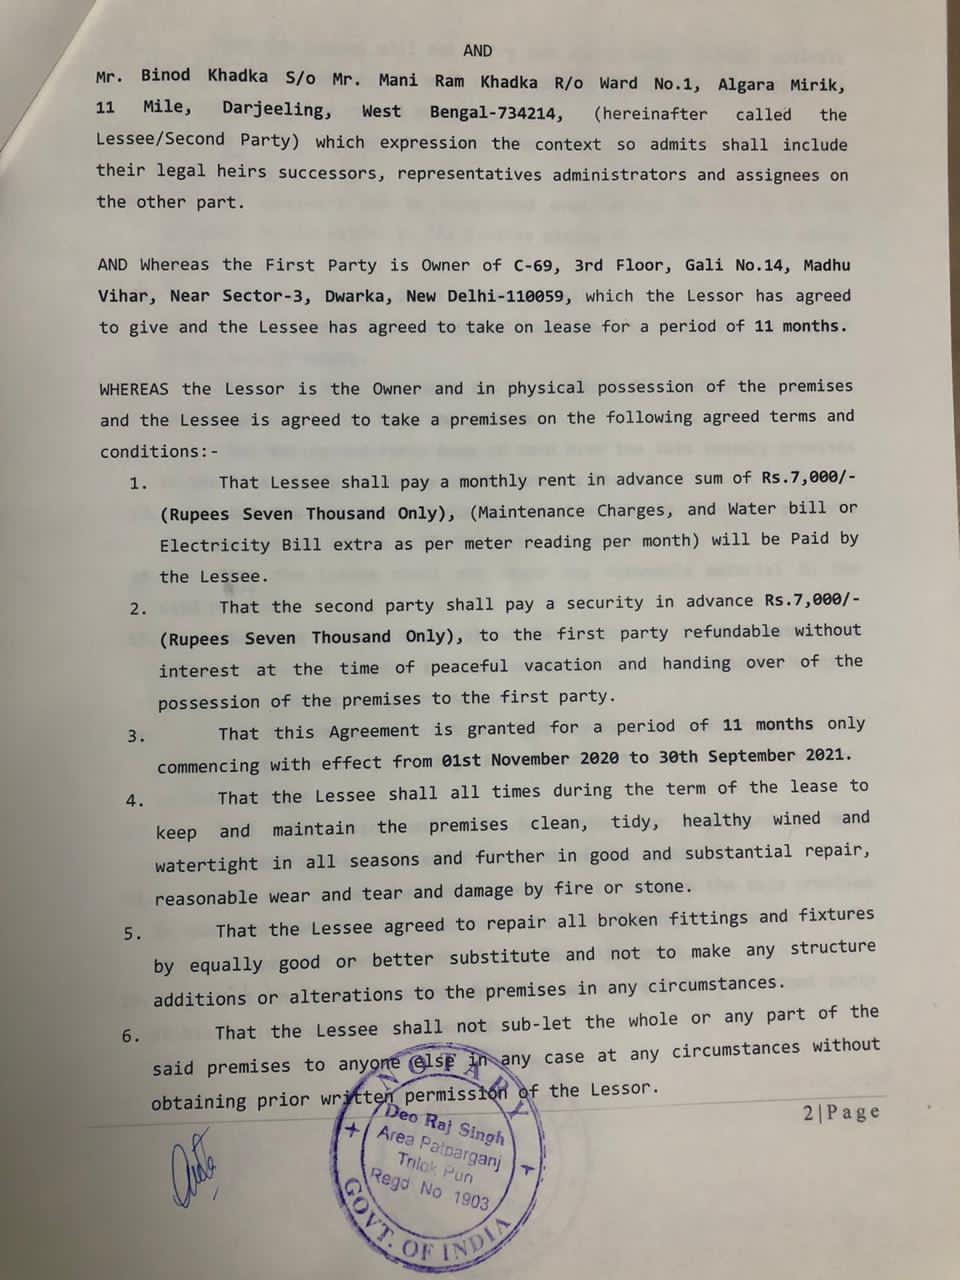 AND
Mr. Binod Khadka S/o Mr. Mani Ram Khadka R/o Ward No.1, Algara Mirik,
11 Mile, Darjeeling, West Bengal-734214, (hereinafter called the
Lessee/Second Party) which expression the context so admits shall include
their legal heirs successors, representatives administrators and assignees on
the other part.
AND Whereas the First Party is Owner of C-69, 3rd Floor, Gali No.14, Madhu
Vihar, Near Sector-3, Dwarka, New Delhi-110059, which the Lessor has agreed
to give and the Lessee has agreed to take on lease for a period of 11 months.
WHEREAS the Lessor is the Owner and in physical possession of the premises
and the Lessee is agreed to take a premises on the following agreed terms and
conditions:-
1. That Lessee shall pay a monthly rent in advance sum of Rs.7,000/-
(Rupees Seven Thousand Only), (Maintenance Charges, and Water bill or
Electricity Bill extra as per meter reading per month) will be Paid by
the Lessee.
2. That the second party shall pay a security in advance Rs.7,000/-
(Rupees Seven Thousand Only), to the first party refundable without
interest at the time of peaceful vacation and handing over of the
possession of the premises to the first party.
3. That this Agreement is granted for a period of 11 months only
commencing with effect from 01st November 2020 to 30th September 2021.
4. That the Lessee shall all times during the term of the lease to
keep and maintain the premises clean, tidy, healthy wined and
watertight in all seasons and further in good and substantial repair,
reasonable wear and tear and damage by fire or stone.
5. That the Lessee agreed to repair all broken fittings and fixtures
by equally good or better substitute and not to make any structure
additions or alterations to the premises in any circumstances.
6. That the Lessee shall not sub-let the whole or any part of the
said premises to anyone else in any case at any circumstances without
obtaining prior written permission of the Lessor.
2|Page
NOTARY
Deo Raj Singh
Area Patparganj
Trilok Puri
Regd No 1903
GOVT. OF INDIA